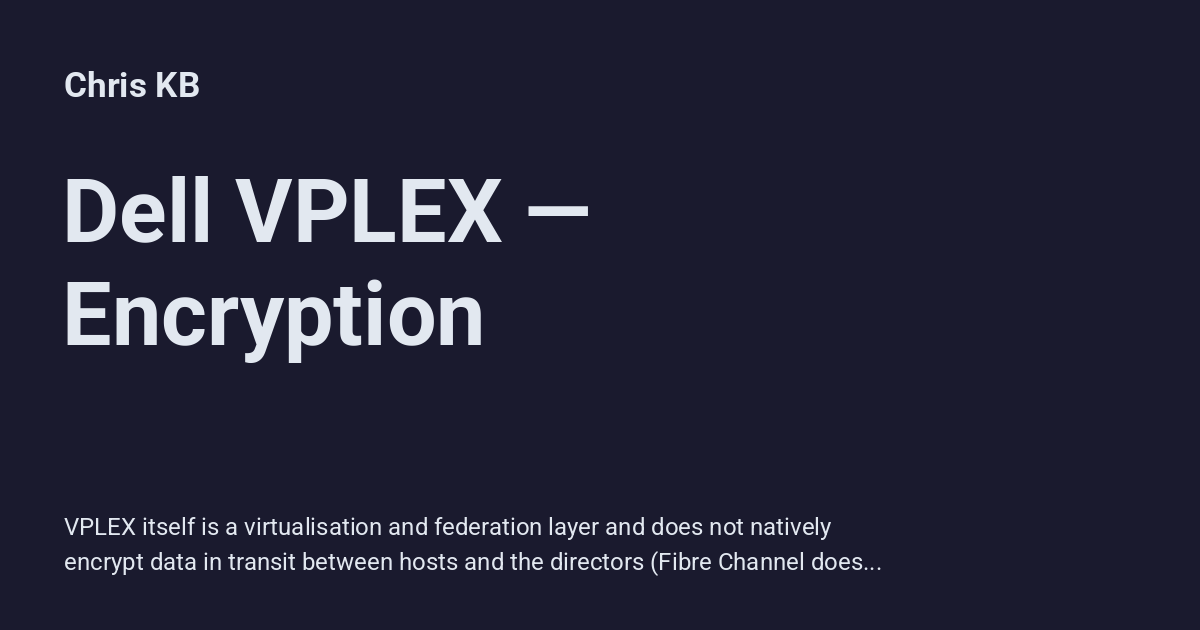 Chris KB
Dell VPLEX —
Encryption
VPLEX itself is a virtualisation and federation layer and does not natively
encrypt data in transit between hosts and the directors (Fibre Channel does...